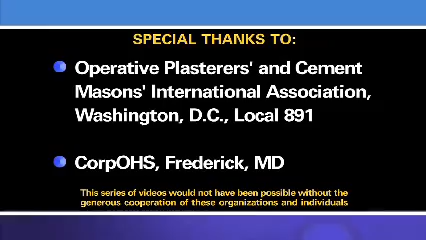 SPECIAL THANKS TO:
Operative Plasterers' and Cement
Masons' International Association,
Washington, D.C., Local 891
CorpOHS, Frederick, MD
This series of videos would not have been possible without the
generous cooperation of these organizations and individuals